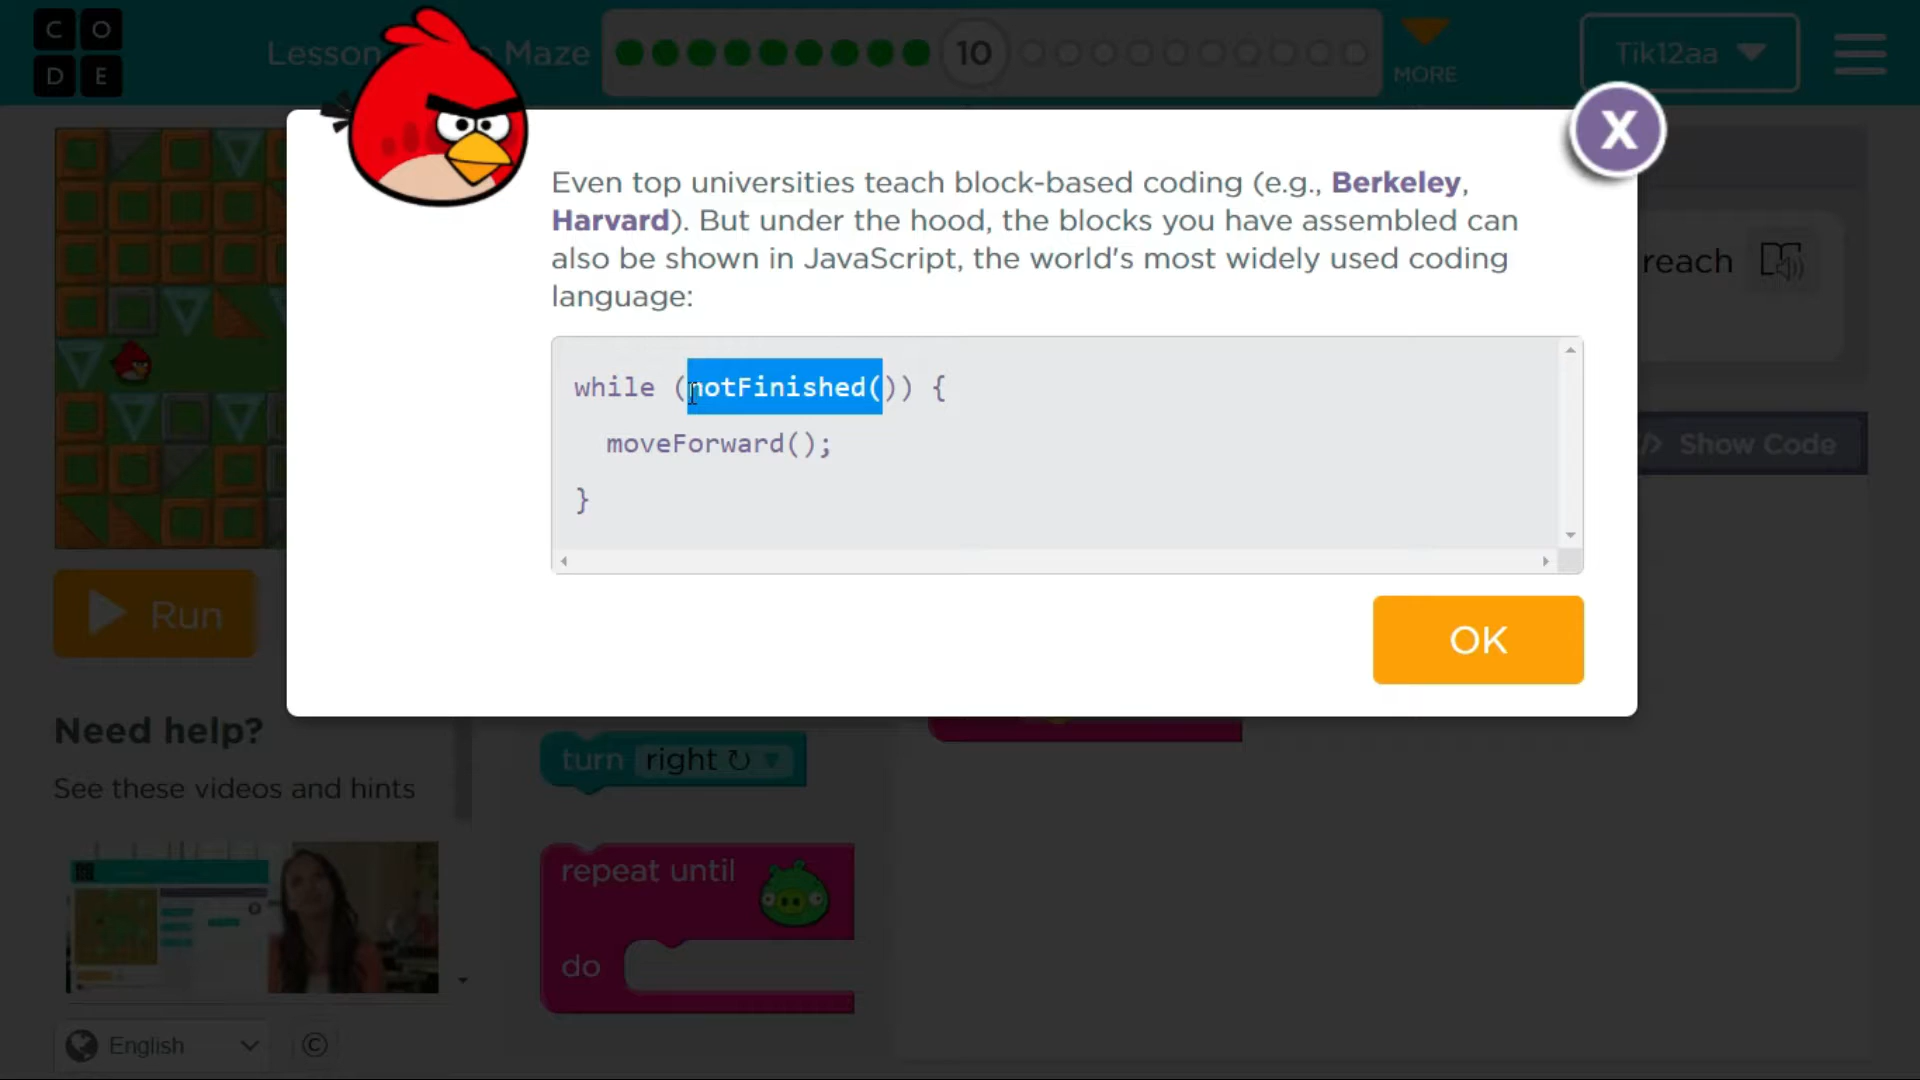 C O
D E
Lesson
Maze
10
MORE
Tik12aa
X
Even top universities teach block-based coding (e.g., Berkeley,
Harvard). But under the hood, the blocks you have assembled can
also be shown in JavaScript, the world's most widely used coding
language:
reach
while (notFinished()) {
moveForward();
}
Show Code
Run
OK
Need help?
See these videos and hints
turn right
repeat until
do
English
©